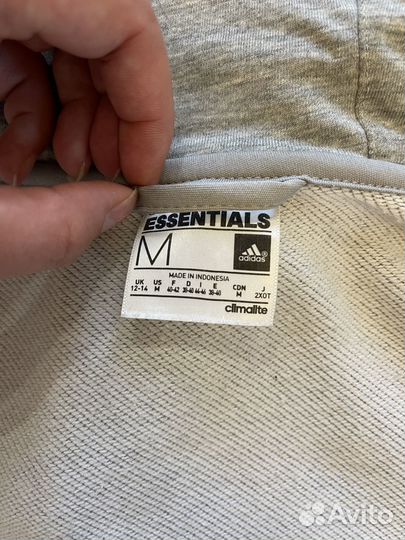 ESSENTIALS
M
adidas®
MADE IN INDONESIA
UK US F D I E CDN J
12-14 M 40-42 38-40 44-46 38-40 M 2XOT
climalite
Avito